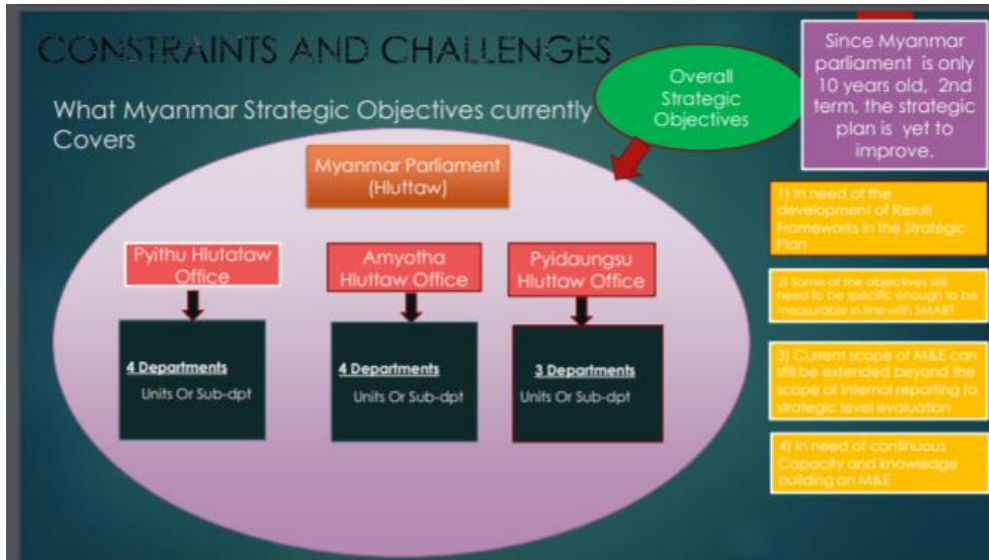 CONSTRAINTS AND CHALLENGES
What Myanmar Strategic Objectives currently
Covers
Overall
Strategic
Objectives
Since Myanmar
parliament is only
10 years old, 2nd
term, the strategic
plan is yet to
improve.
Myanmar Parliament
(Hluttaw)
Pyithu Hlutataw
Office
Amyotha
Hluttaw Office
Pyidaungsu
Hluttaw Office
4 Departments
Units Or Sub-dpt
4 Departments
Units Or Sub-dpt
3 Departments
Units Or Sub-dpt
1) In need of the
development of Result
Frameworks in the Strategic
Plan
2) Some of the objectives still
need to be specific enough to be
measurable in line with SMART
3) Current scope of M&E can
still be extended beyond the
scope of internal reporting to
strategic level evaluation
4) In need of continuous
Capacity and knowledge
building on M&E